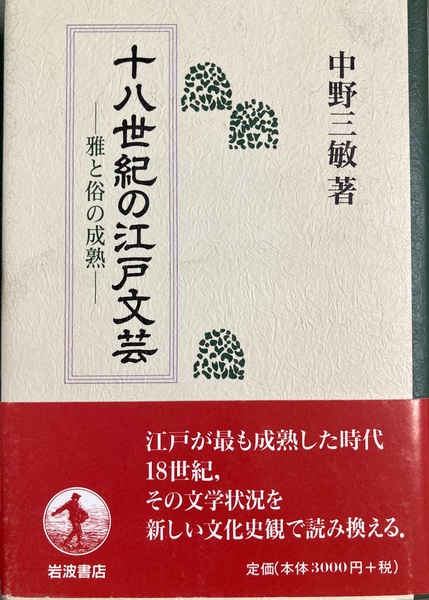 中野三敏著
十八世紀の江戸文芸
―雅と俗の成熟―
江戸が最も成熟した時代
18世紀,
その文学状況を
新しい文化史観で読み換える.
岩波書店
定価(本体3000円+税)